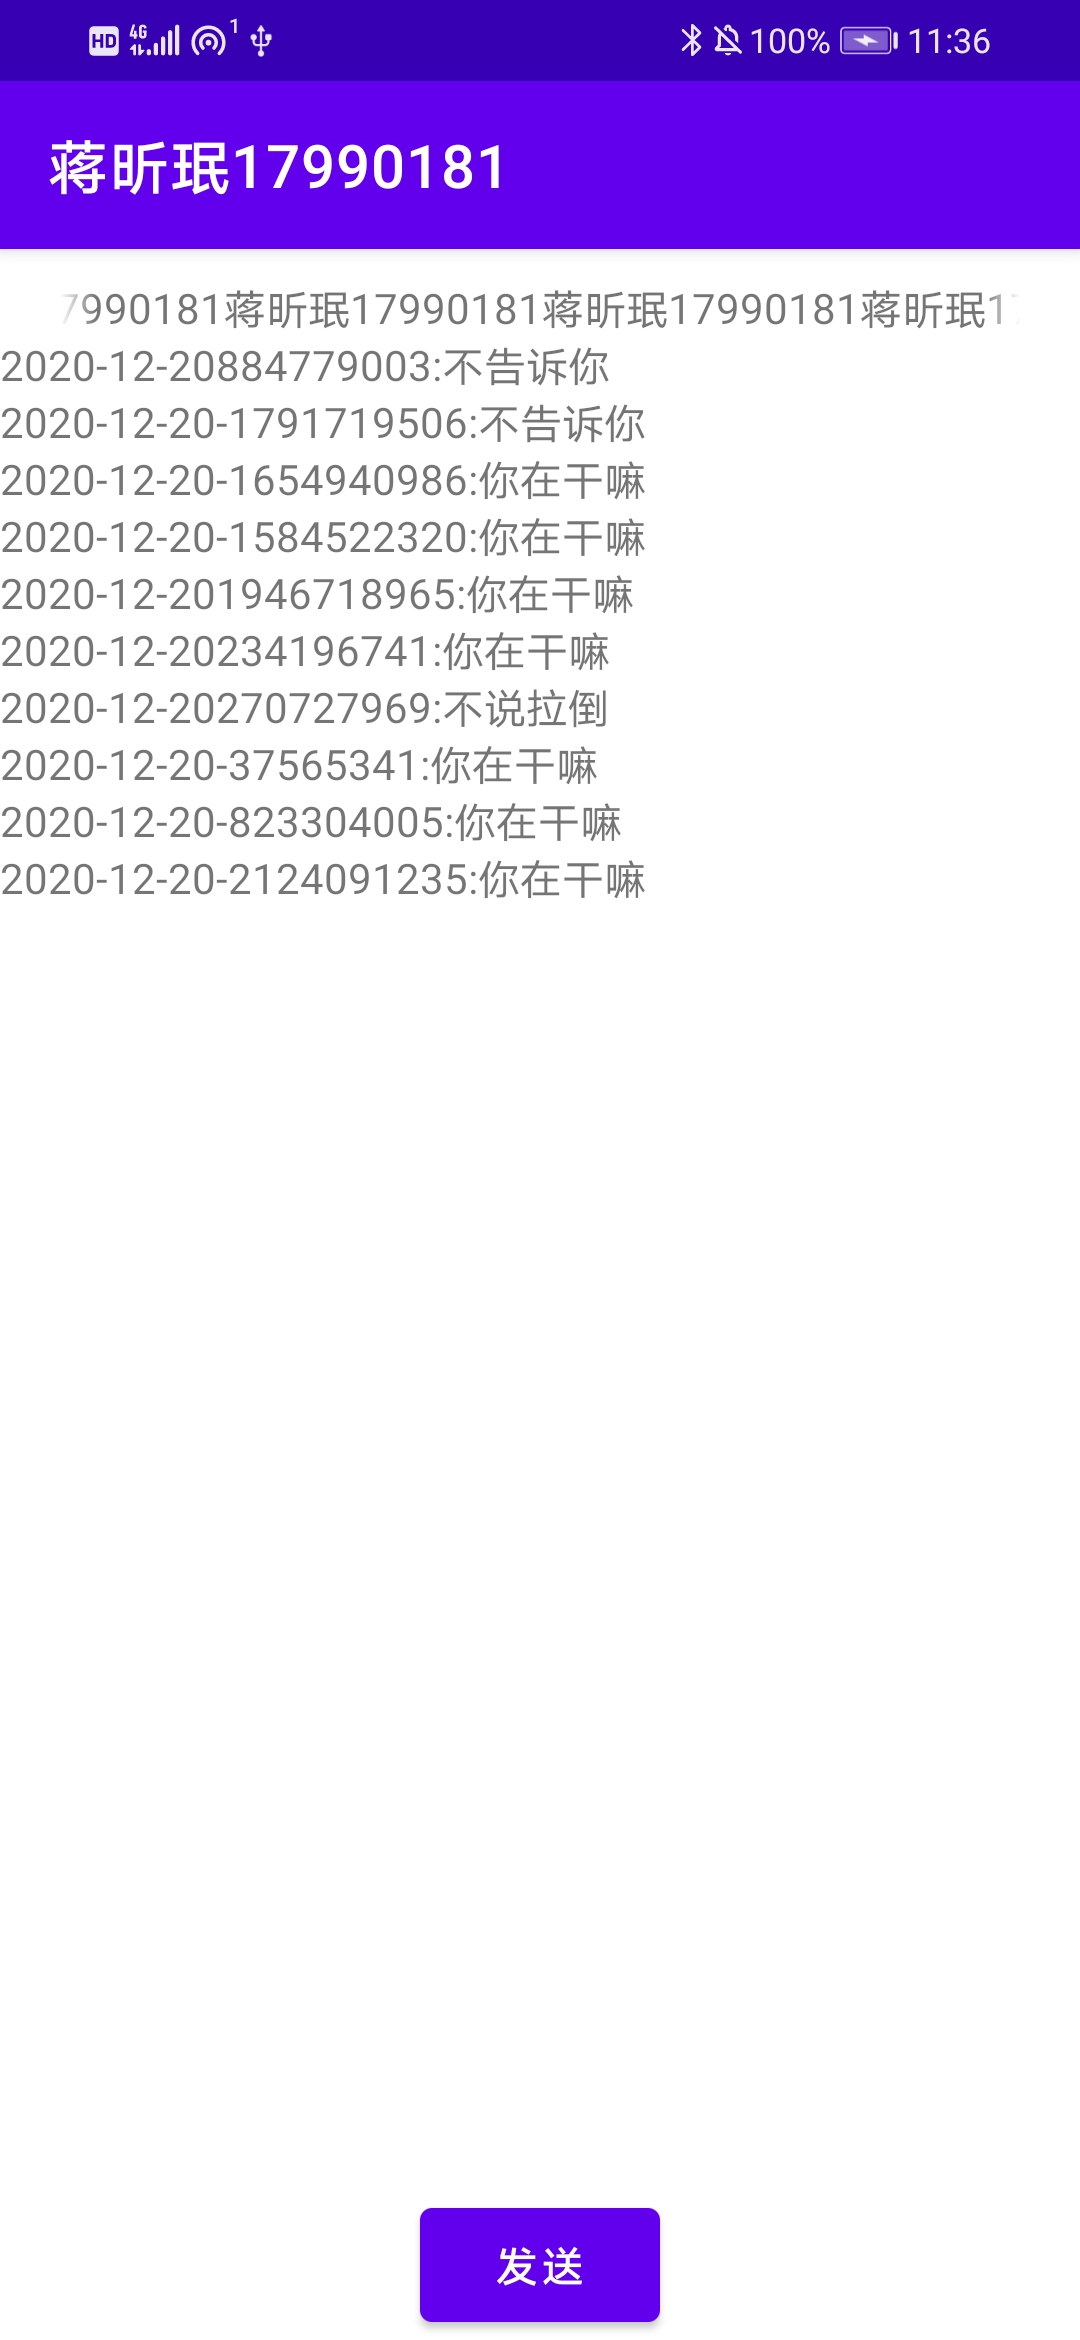 HD 4G 1 100% 11:36
蒋昕珉17990181
7990181蒋昕珉17990181蒋昕珉17990181蒋昕珉1
2020-12-20884779003:不告诉你
2020-12-20-1791719506:不告诉你
2020-12-20-1654940986:你在干嘛
2020-12-20-1584522320:你在干嘛
2020-12-201946718965:你在干嘛
2020-12-20234196741:你在干嘛
2020-12-20270727969:不说拉倒
2020-12-20-37565341:你在干嘛
2020-12-20-823304005:你在干嘛
2020-12-20-2124091235:你在干嘛
发送